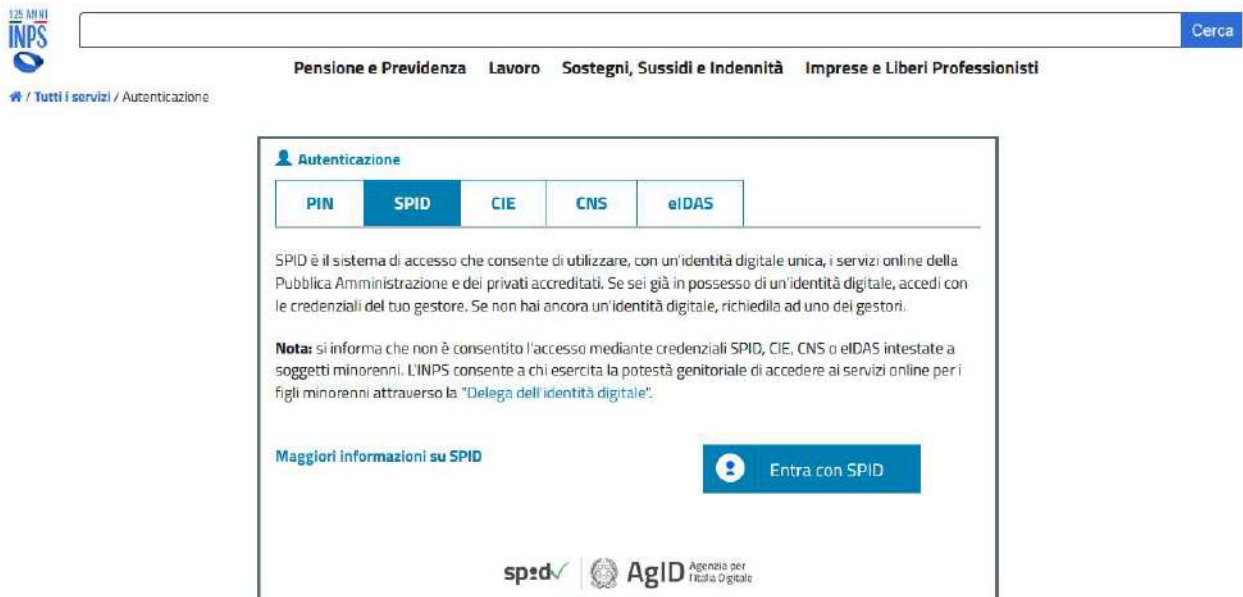 125 ANNI
INPS
Cerca
Pensione e Previdenza Lavoro Sostegni, Sussidi e Indennità Imprese e Liberi Professionisti
/ Tutti i servizi / Autenticazione
Autenticazione
PIN SPID CIE CNS eIDAS
SPID è il sistema di accesso che consente di utilizzare, con un'identità digitale unica, i servizi online della
Pubblica Amministrazione e dei privati accreditati. Se sei già in possesso di un'identità digitale, accedi con
le credenziali del tuo gestore. Se non hai ancora un'identità digitale, richiedila ad uno dei gestori.
Nota: si informa che non è consentito l'accesso mediante credenziali SPID, CIE, CNS o eIDAS intestate a
soggetti minorenni. L'INPS consente a chi esercita la potestà genitoriale di accedere ai servizi online per i
figli minorenni attraverso la "Delega dell'identità digitale".
Maggiori informazioni su SPID
Entra con SPID
spid
AgID Agenzia per
l'Italia Digitale